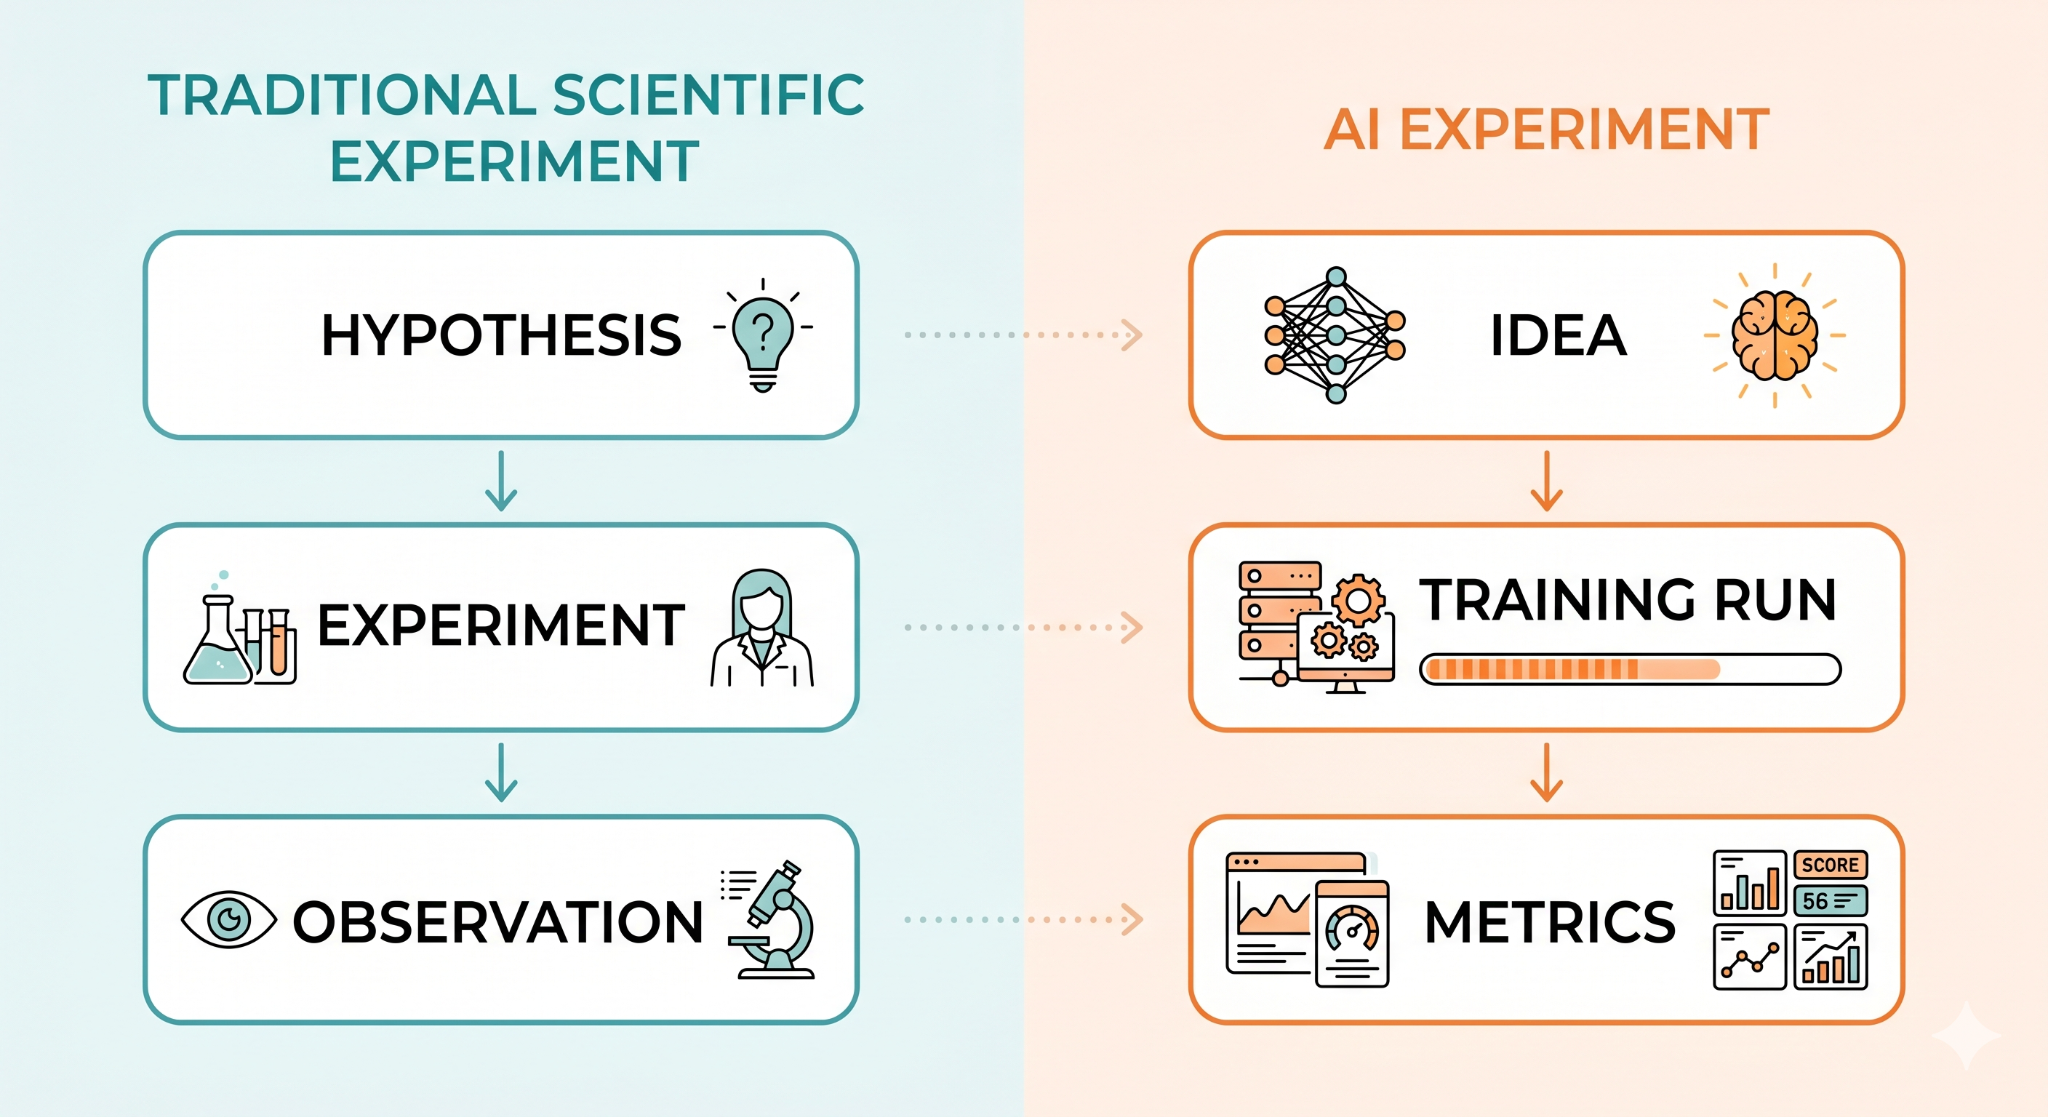 TRADITIONAL SCIENTIFIC
EXPERIMENT
HYPOTHESIS
?
EXPERIMENT
OBSERVATION
AI EXPERIMENT
IDEA
TRAINING RUN
METRICS
SCORE
56